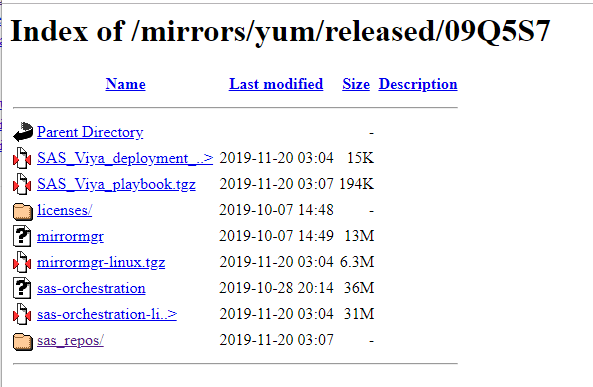 Index of /mirrors/yum/released/09Q5S7
Name Last modified Size Description
Parent Directory -
SAS_Viya_deployment_..> 2019-11-20 03:04 15K
SAS_Viya_playbook.tgz 2019-11-20 03:07 194K
licenses/ 2019-10-07 14:48 -
mirrormgr 2019-10-07 14:49 13M
mirrormgr-linux.tgz 2019-11-20 03:04 6.3M
sas-orchestration 2019-10-28 20:14 36M
sas-orchestration-li..> 2019-11-20 03:04 31M
sas_repos/ 2019-11-20 03:07 -